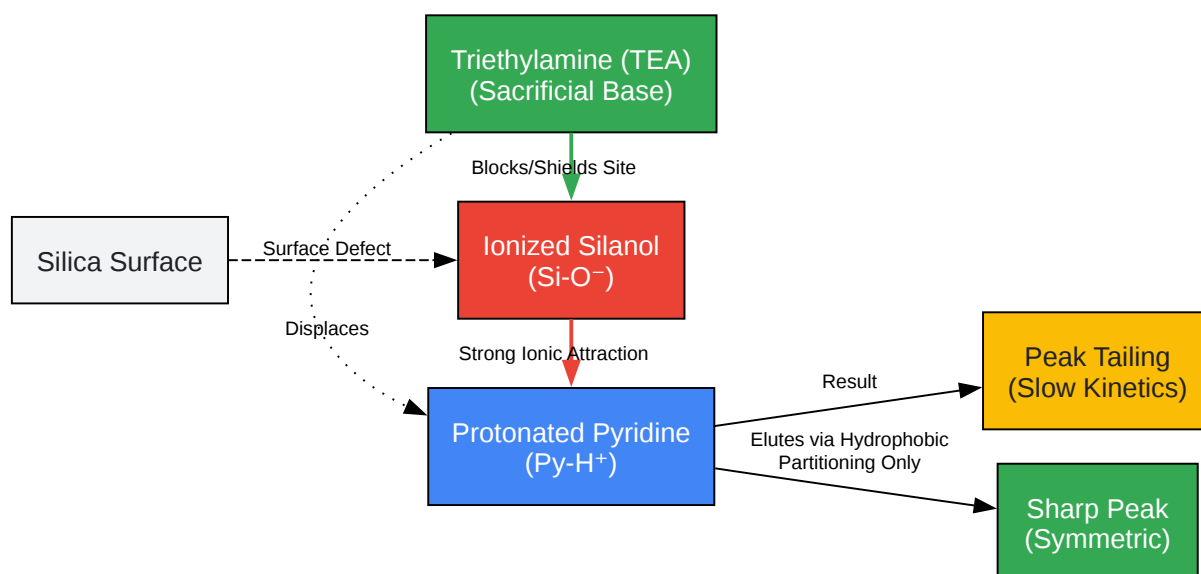 Triethylamine (TEA)
(Sacrificial Base)
Blocks/Shields Site
Silica Surface
Surface Defect
Ionized Silanol
(Si-O⁻)
Displaces
Strong Ionic Attraction
Protonated Pyridine
(Py-H⁺)
Result
Peak Tailing
(Slow Kinetics)
Elutes via Hydrophobic
Partitioning Only
Sharp Peak
(Symmetric)